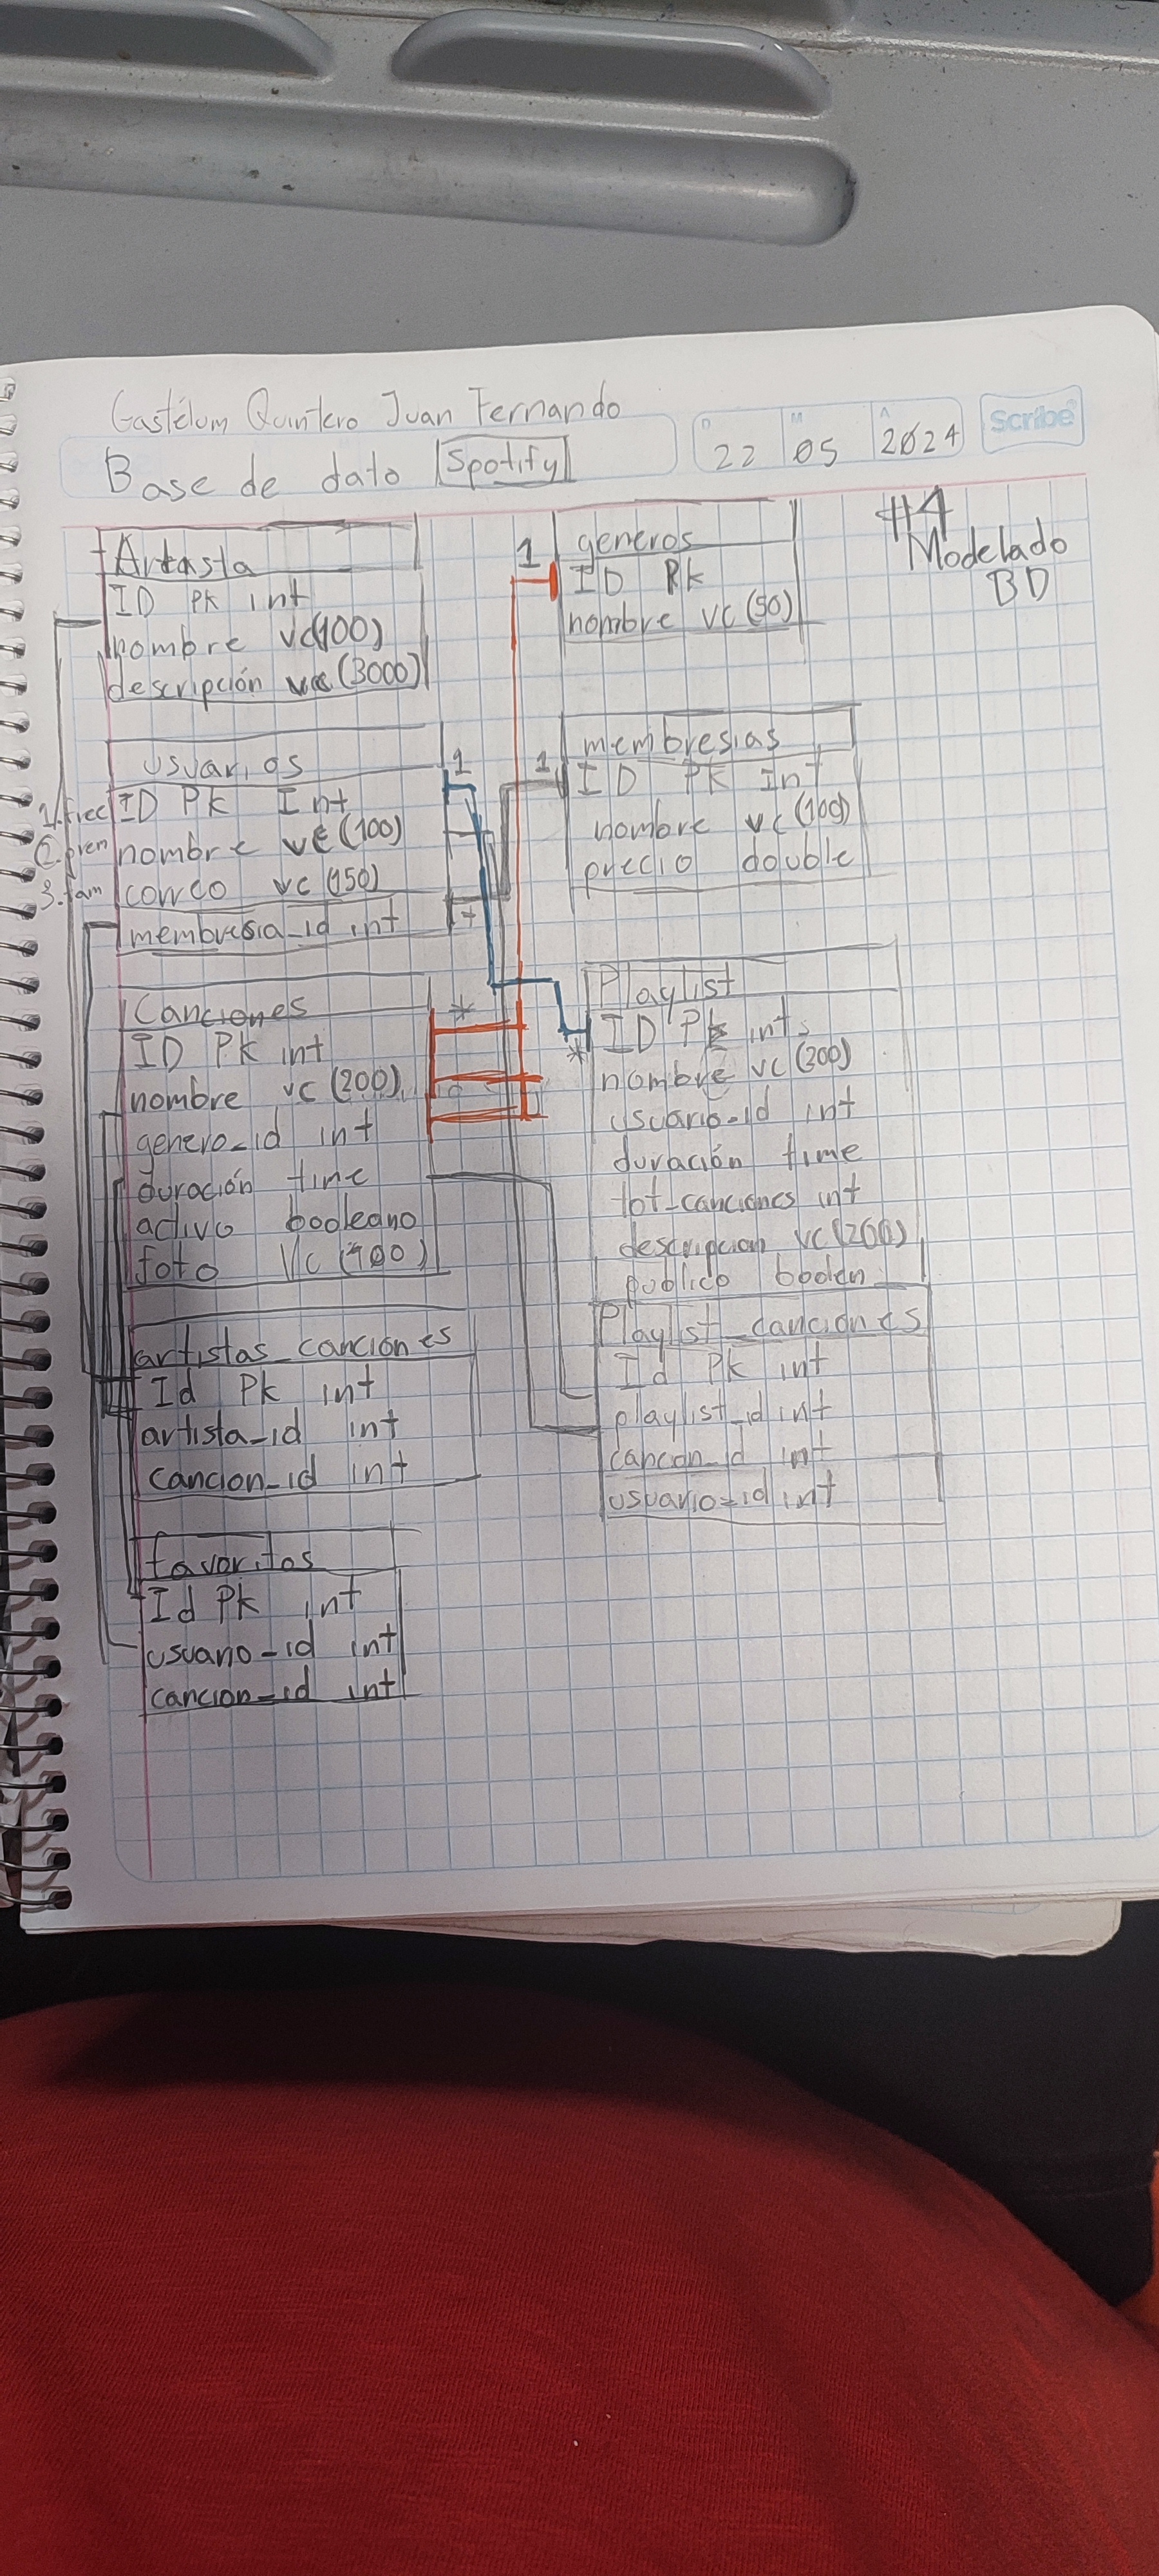 Gastélum Quintero Juan Fernando
Base de dato Spotify
D M A
22 05 2024
Scribe
#4
Modelado
BD
Artista
ID PK int
nombre vc(100)
descripción vc (3000)
1 generos
ID PK
nombre vc (50)
usuarios 1
1. free ID PK Int
2. prem nombre vc (100)
3. fam correo vc (150)
membresia_id int *
1 membresias
ID PK Int
nombre vc (100)
precio double
Canciones *
ID PK int
nombre vc (200)
genero_id int
duración time
activo booleano
foto Vc (400)
Playlist
* ID PK int
nombre vc (200)
usuario_id int
duración time
tot_canciones int
descripcion vc (200)
publico boolen
artistas_canciones
Id PK int
artista_id int
cancion_id int
Playlist_canciones
Id PK int
playlist_id int
cancon_id int
usuario_id int
favoritos
Id PK int
usuario_id int
cancion_id int